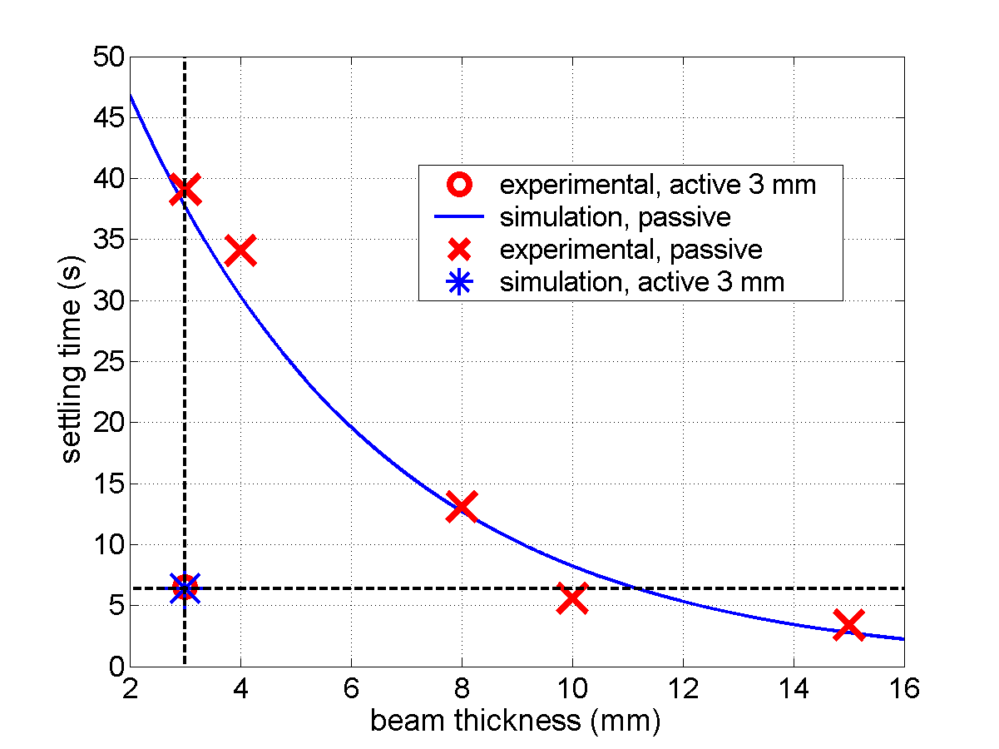 50
45
40
35
30
25
20
15
10
5
0
settling time (s)
experimental, active 3 mm
simulation, passive
experimental, passive
simulation, active 3 mm
2 4 6 8 10 12 14 16
beam thickness (mm)